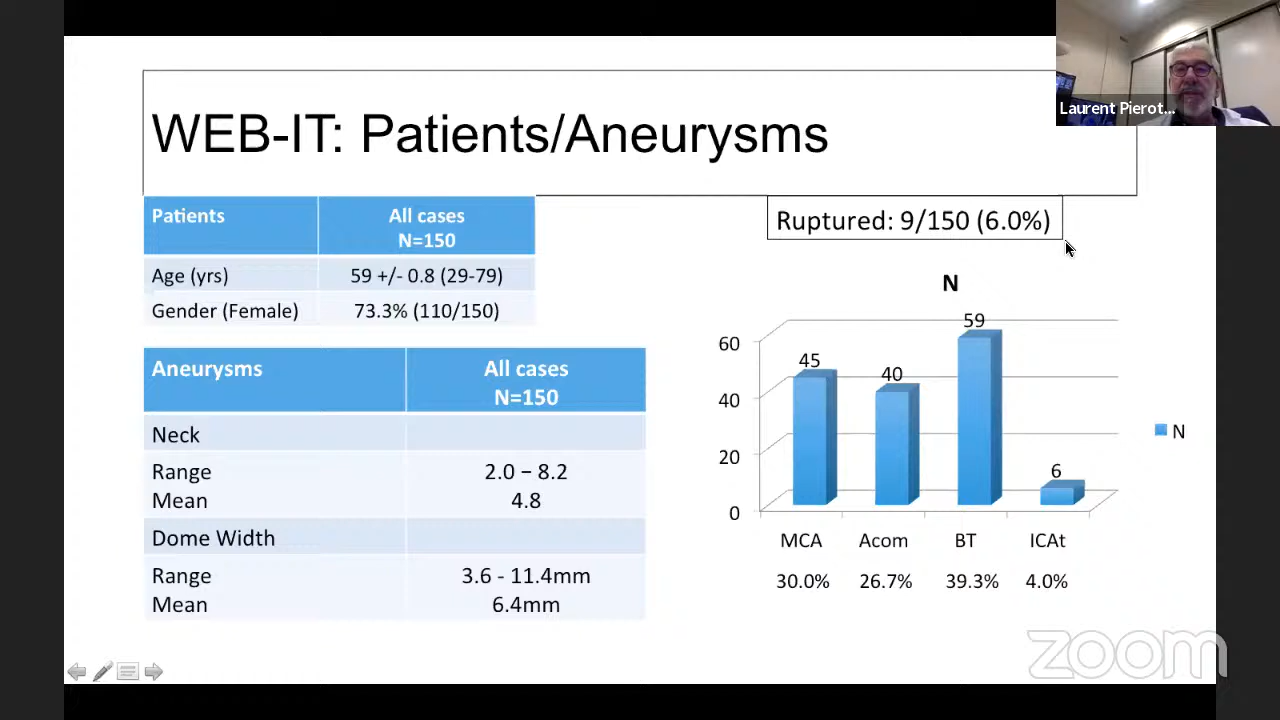 Laurent Pierot...
WEB-IT: Patients/Aneurysms
Patients All cases
N=150
Age (yrs) 59 +/- 0.8 (29-79)
Gender (Female) 73.3% (110/150)
Aneurysms All cases
N=150
Neck
Range 2.0 – 8.2
Mean 4.8
Dome Width
Range 3.6 - 11.4mm
Mean 6.4mm
Ruptured: 9/150 (6.0%)
N
59
60
45
40
40
20
6
0
N
MCA Acom BT ICAt
30.0% 26.7% 39.3% 4.0%
zoom